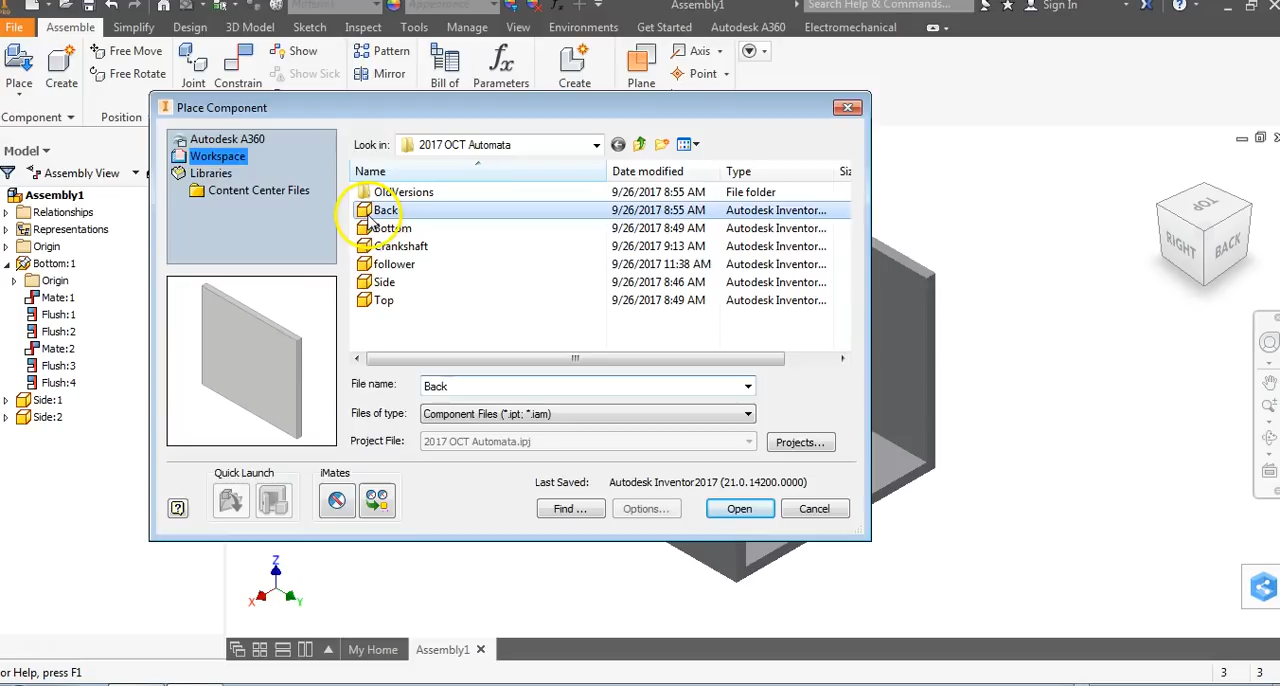 Assembly1
Search Help & Commands...
Sign In
File
Assemble
Simplify
Design
3D Model
Sketch
Inspect
Tools
Manage
View
Environments
Get Started
Autodesk A360
Electromechanical
Free Move
Show
Pattern
Axis
Free Rotate
Show Sick
Mirror
Point
Place
Create
Joint
Constrain
Bill of
fx
Parameters
Create
Plane
Component
Position
Place Component
Model
Assembly View
Assembly1
Relationships
Representations
Origin
Bottom:1
Origin
Mate:1
Flush:1
Flush:2
Mate:2
Flush:3
Flush:4
Side:1
Side:2
Autodesk A360
Workspace
Libraries
Content Center Files
Look in:
2017 OCT Automata
Name
Date modified
Type
Si
OldVersions
9/26/2017 8:55 AM
File folder
Back
9/26/2017 8:55 AM
Autodesk Inventor...
Bottom
9/26/2017 8:49 AM
Autodesk Inventor...
Crankshaft
9/26/2017 9:13 AM
Autodesk Inventor...
follower
9/26/2017 11:38 AM
Autodesk Inventor...
Side
9/26/2017 8:46 AM
Autodesk Inventor...
Top
9/26/2017 8:49 AM
Autodesk Inventor...
File name:
Back
Files of type:
Component Files (*.ipt; *.iam)
Project File:
2017 OCT Automata.ipj
Projects...
Quick Launch
iMates
Last Saved:
Autodesk Inventor 2017 (21.0.14200.0000)
Find ...
Options...
Open
Cancel
TOP
RIGHT
BACK
Z
X
Y
My Home
Assembly1
or Help, press F1
3
3